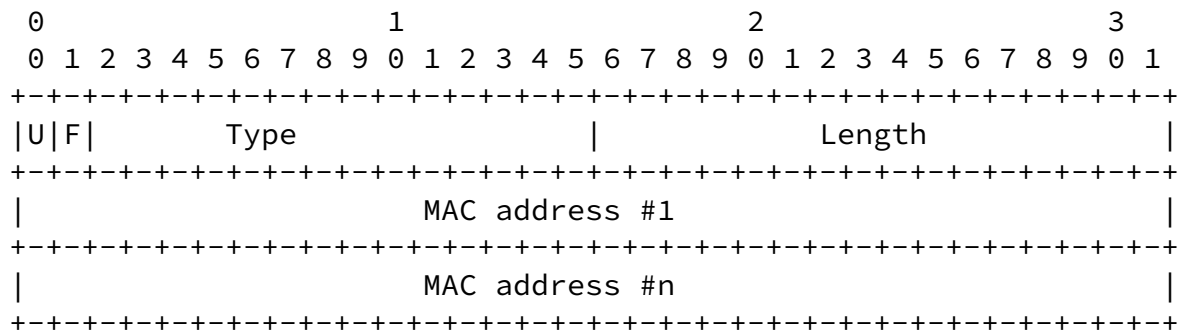 0                   1                   2                   3
 0 1 2 3 4 5 6 7 8 9 0 1 2 3 4 5 6 7 8 9 0 1 2 3 4 5 6 7 8 9 0 1
+-+-+-+-+-+-+-+-+-+-+-+-+-+-+-+-+-+-+-+-+-+-+-+-+-+-+-+-+-+-+-+-+
|U|F|       Type                |            Length             |
+-+-+-+-+-+-+-+-+-+-+-+-+-+-+-+-+-+-+-+-+-+-+-+-+-+-+-+-+-+-+-+-+
|                      MAC address #1                           |
+-+-+-+-+-+-+-+-+-+-+-+-+-+-+-+-+-+-+-+-+-+-+-+-+-+-+-+-+-+-+-+-+
|                      MAC address #n                           |
+-+-+-+-+-+-+-+-+-+-+-+-+-+-+-+-+-+-+-+-+-+-+-+-+-+-+-+-+-+-+-+-+